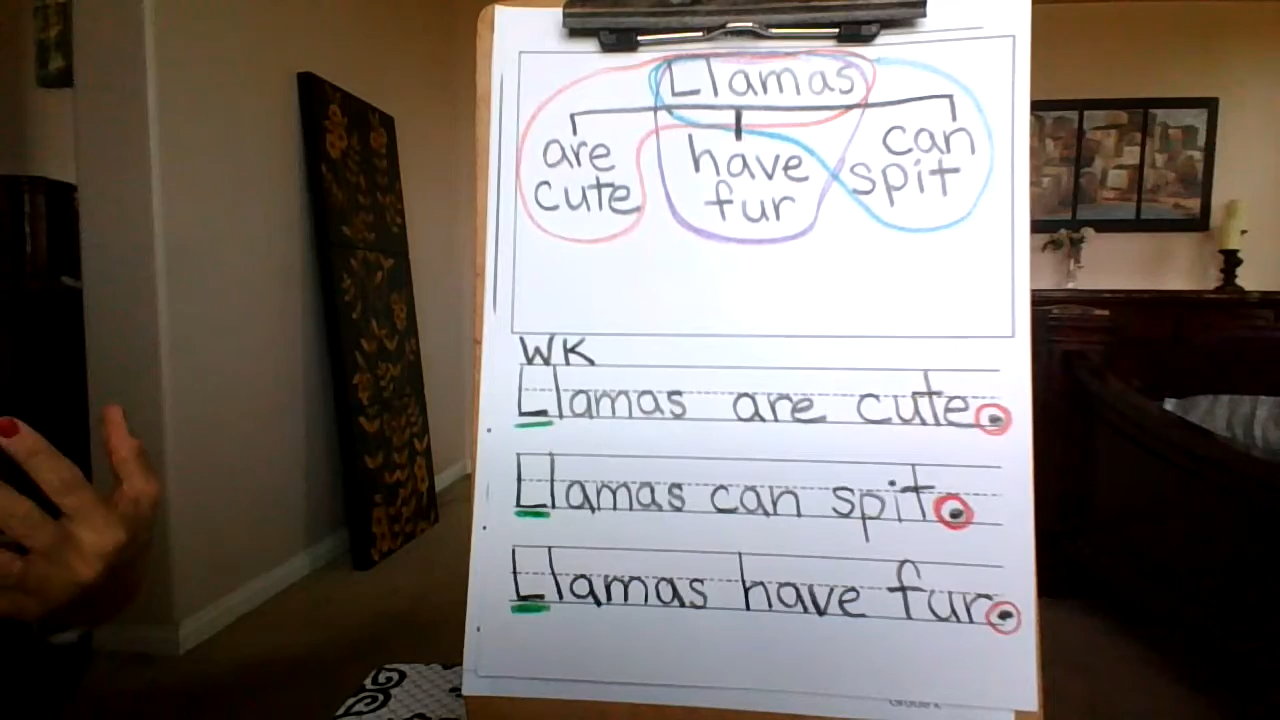 Llamas
are have can
cute fur spit
WK
Llamas are cute.
Llamas can spit.
Llamas have fur.